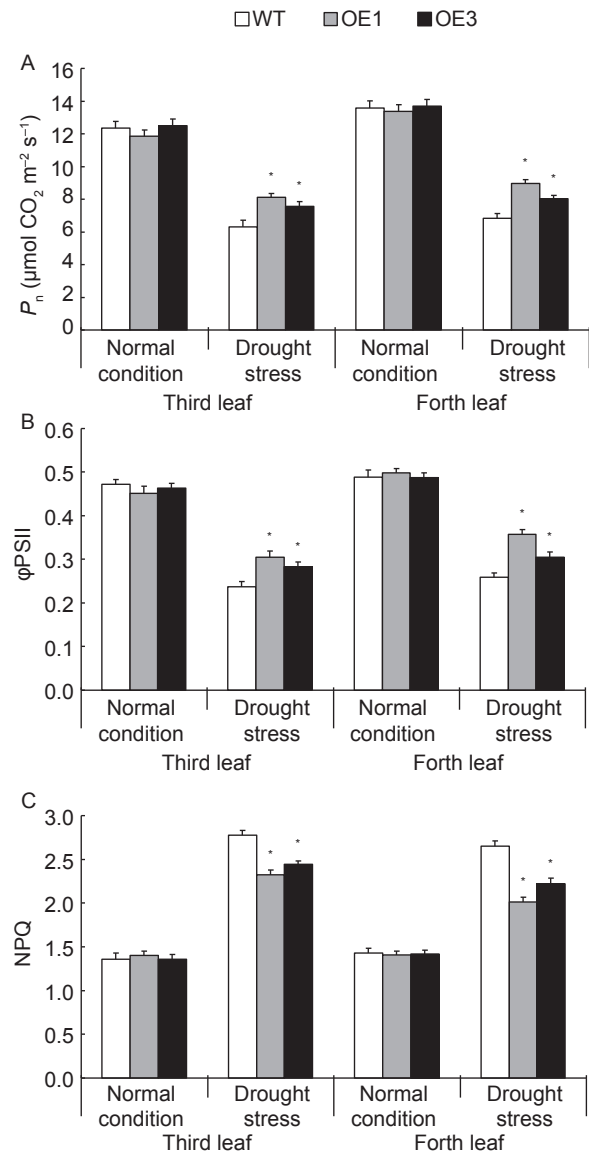 WT OE1 OE3
A
16
14
12
10
8
6
4
2
0
Pn (μmol CO2 m–2 s–1)
* * * *
Normal condition Drought stress Normal condition Drought stress
Third leaf Forth leaf
B
0.6
0.5
0.4
0.3
0.2
0.1
0.0
φPSII
* * * *
Normal condition Drought stress Normal condition Drought stress
Third leaf Forth leaf
C
3.0
2.5
2.0
1.5
1.0
0.5
0.0
NPQ
* * * *
Normal condition Drought stress Normal condition Drought stress
Third leaf Forth leaf